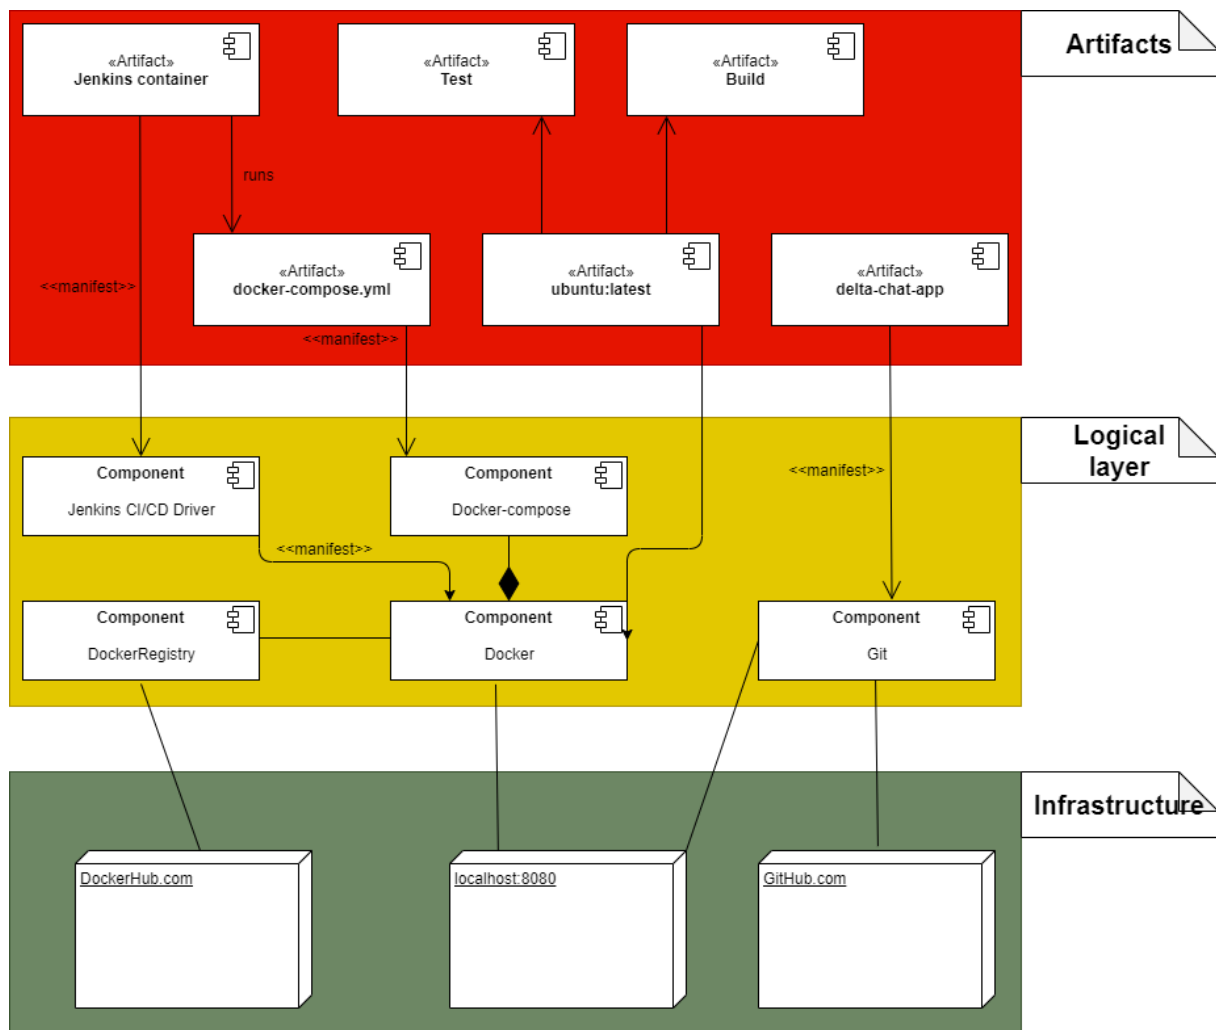 Artifacts
«Artifact»
Jenkins container
«Artifact»
Test
«Artifact»
Build
runs
<<manifest>>
«Artifact»
docker-compose.yml
«Artifact»
ubuntu:latest
«Artifact»
delta-chat-app
<<manifest>>
Logical
layer
Component
Jenkins CI/CD Driver
Component
Docker-compose
<<manifest>>
<<manifest>>
Component
DockerRegistry
Component
Docker
Component
Git
Infrastructure
DockerHub.com
localhost:8080
GitHub.com